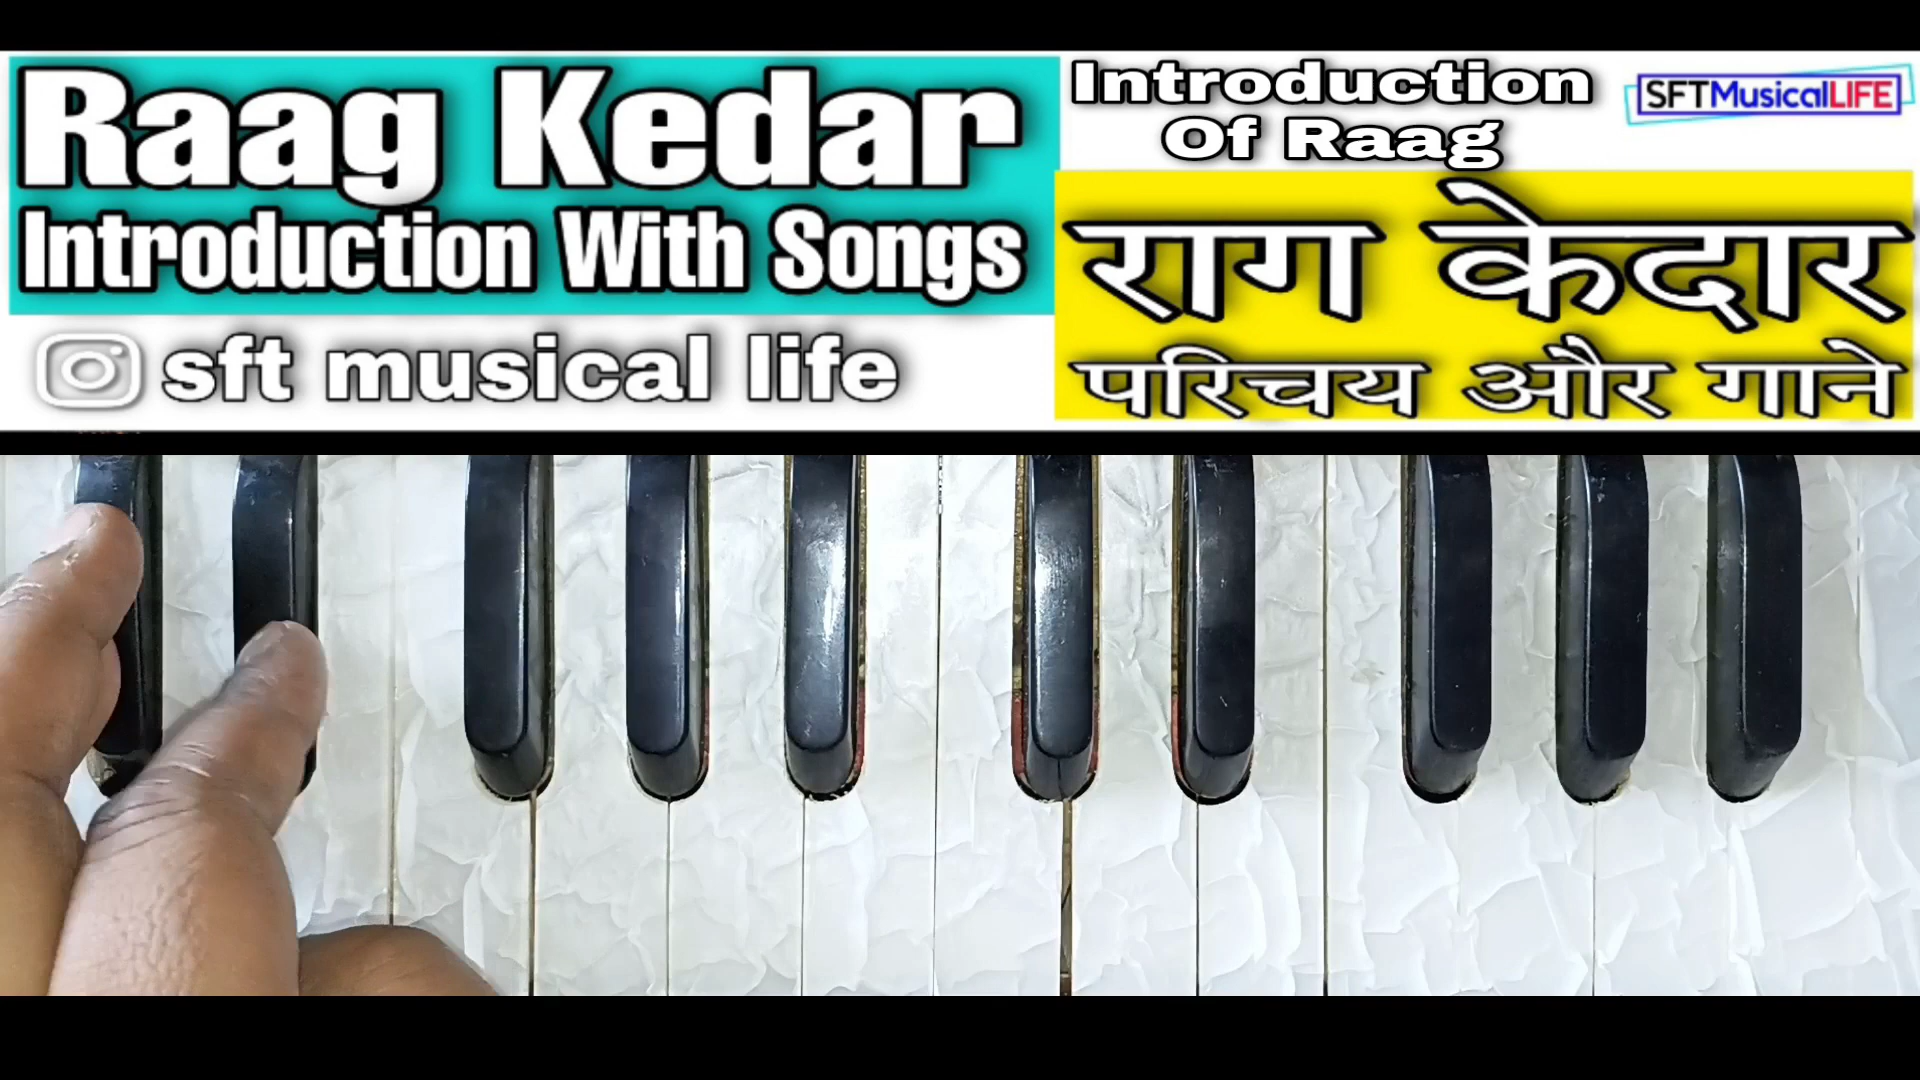 Raag Kedar
Introduction With Songs
sft musical life
Introduction
Of Raag
SFTMusicalLIFE
राग केदार
परिचय और गाने